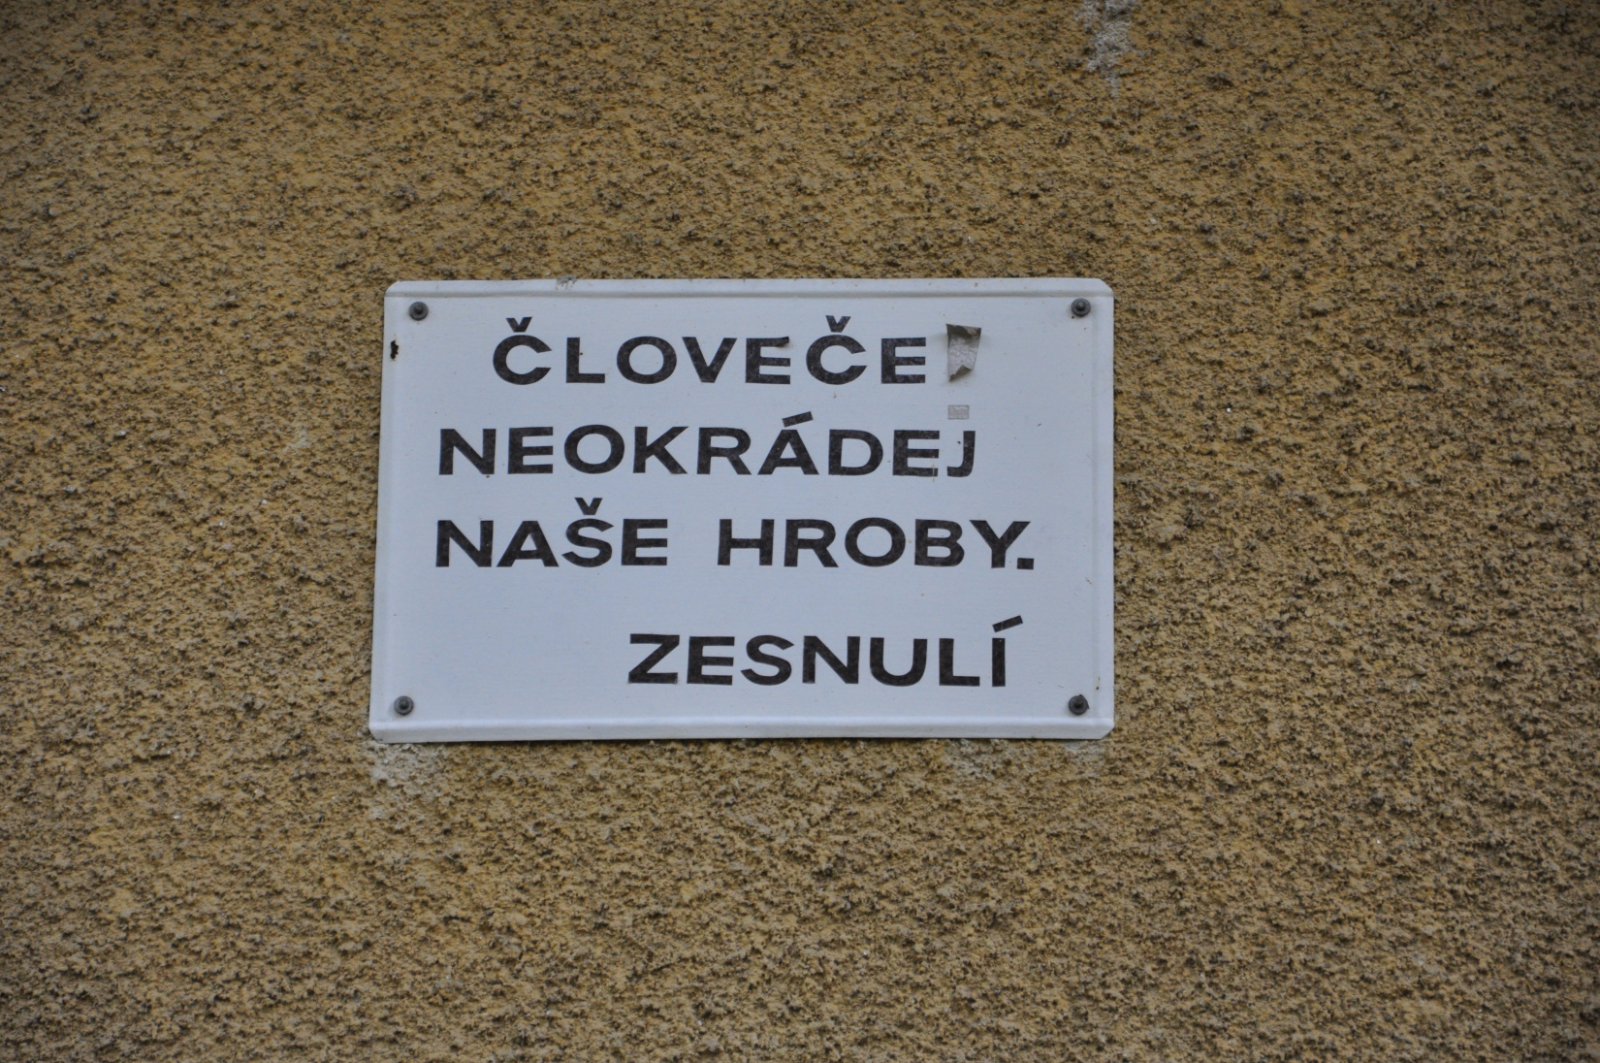 ČLOVEČE!
NEOKRÁDEJ
NAŠE HROBY.
ZESNULÍ